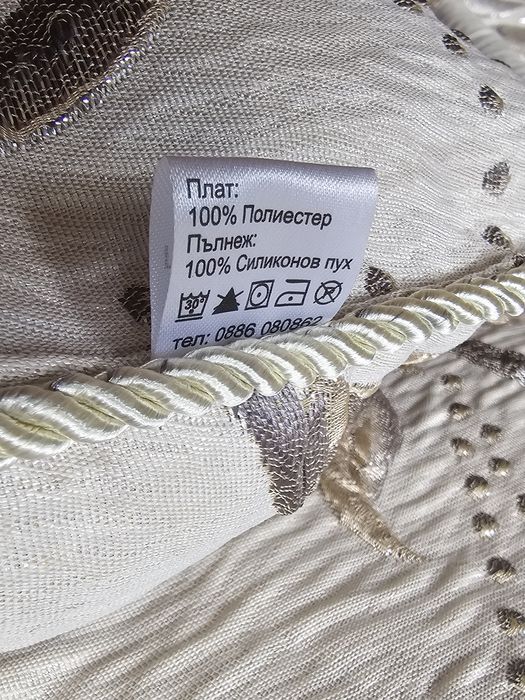 Плат:
100% Полиестер
Пълнеж:
100% Силиконов пух
30°
тел: 0886 080862